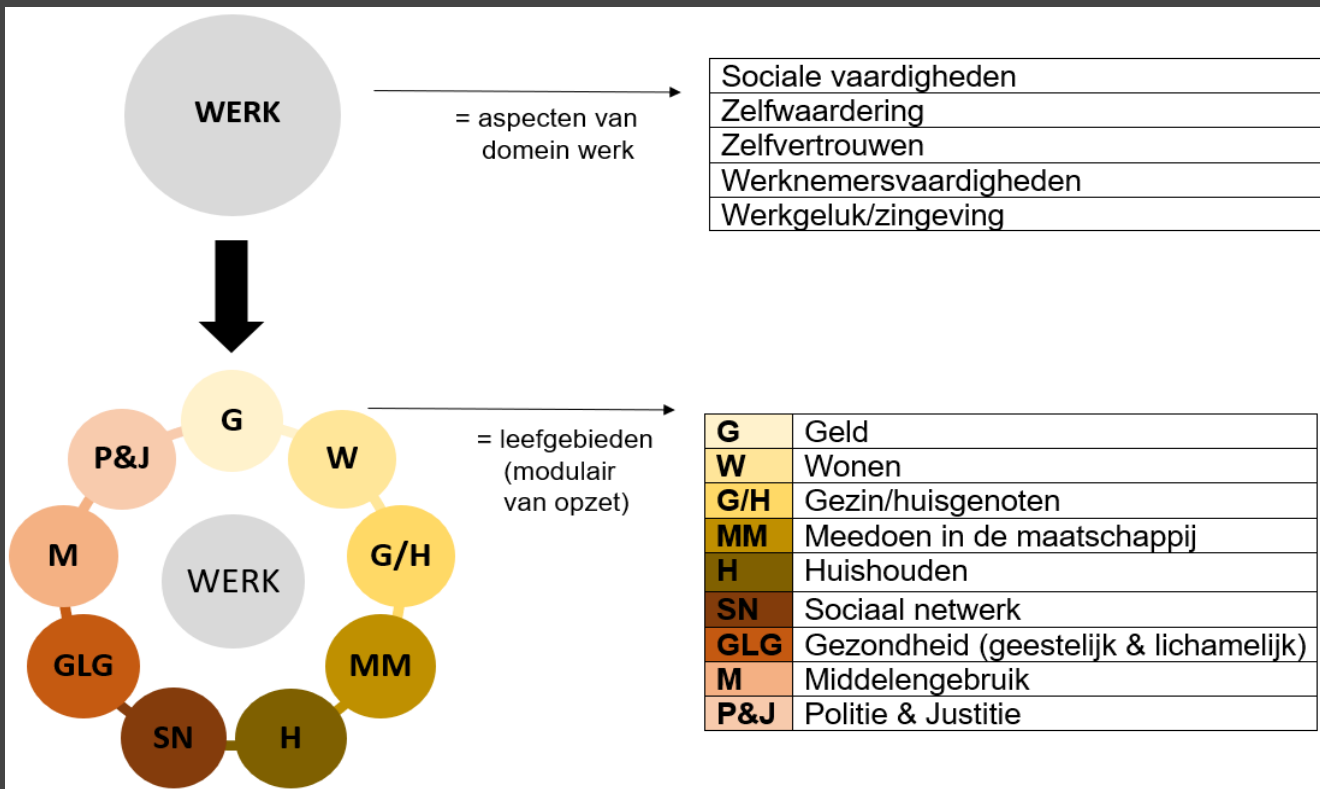 WERK
= aspecten van
domein werk
Sociale vaardigheden
Zelfwaardering
Zelfvertrouwen
Werknemersvaardigheden
Werkgeluk/zingeving
G
W
G/H
MM
H
SN
GLG
M
P&J
WERK
= leefgebieden
(modulair
van opzet)
G Geld
W Wonen
G/H Gezin/huisgenoten
MM Meedoen in de maatschappij
H Huishouden
SN Sociaal netwerk
GLG Gezondheid (geestelijk & lichamelijk)
M Middelengebruik
P&J Politie & Justitie